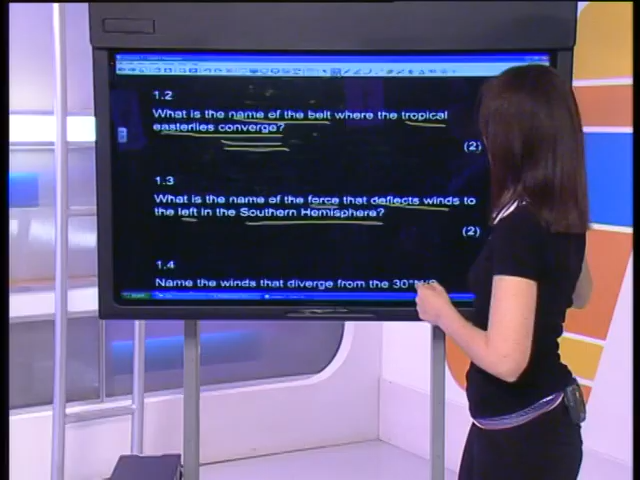 1.2
What is the name of the belt where the tropical
easterlies converge?
(2)
1.3
What is the name of the force that deflects winds to
the left in the Southern Hemisphere?
(2)
1.4
Name the winds that diverge from the 30°